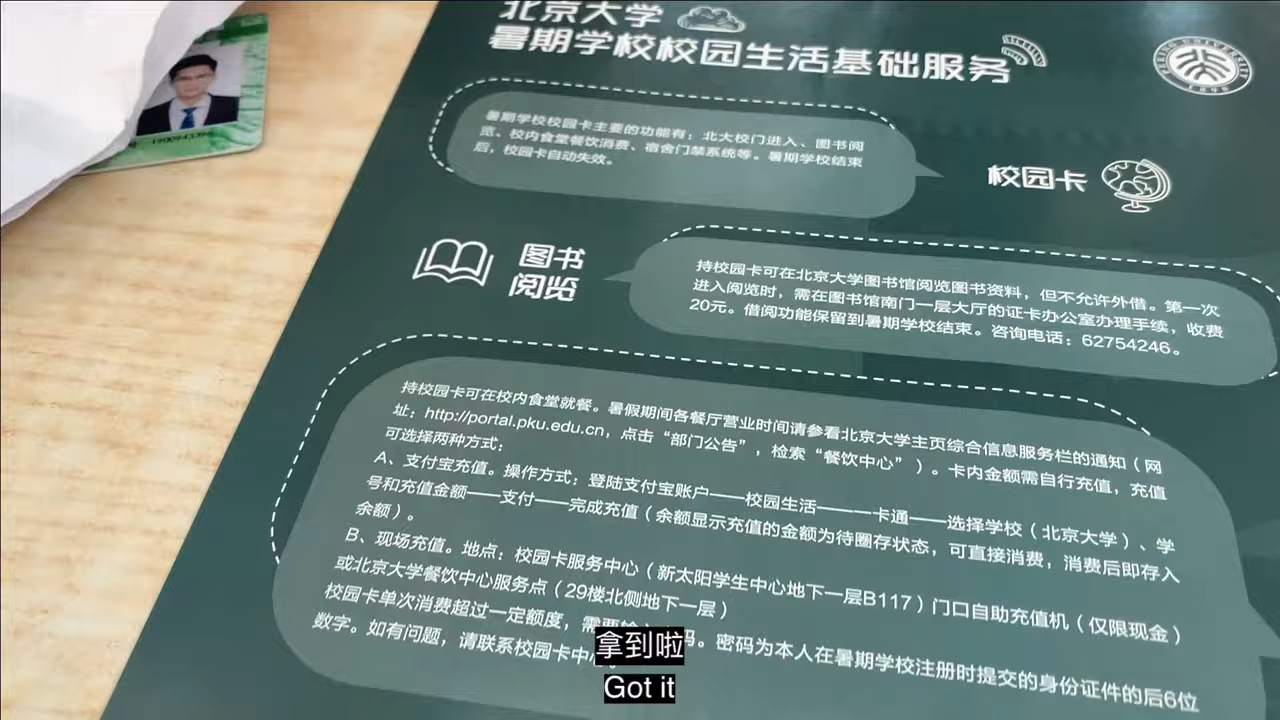 北京大学
暑期学校校园生活基础服务
PEKING UNIVERSITY
1898
暑期学校校园卡主要的功能有：北大校门进入、图书阅
览、校内食堂餐饮消费、宿舍门禁系统等。暑期学校结束
后，校园卡自动失效。
校园卡
图书
阅览
持校园卡可在北京大学图书馆阅览图书资料，但不允许外借。第一次
进入阅览时，需在图书馆南门一层大厅的证卡办公室办理手续，收费
20元。借阅功能保留到暑期学校结束。咨询电话：62754246。
持校园卡可在校内食堂就餐。暑假期间各餐厅营业时间请参看北京大学主页综合信息服务栏的通知（网
址：http://portal.pku.edu.cn，点击“部门公告”，检索“餐饮中心”）。卡内金额需自行充值，充值
可选择两种方式：
A、支付宝充值。操作方式：登陆支付宝账户——校园生活——一卡通——选择学校（北京大学）、学
号和充值金额——支付——完成充值（余额显示充值的金额为待圈存状态，可直接消费，消费后即存入
余额）。
B、现场充值。地点：校园卡服务中心（新太阳学生中心地下一层B117）门口自助充值机（仅限现金）
或北京大学餐饮中心服务点（29楼北侧地下一层）
校园卡单次消费超过一定额度，需要输 码。密码为本人在暑期学校注册时提交的身份证件的后6位
数字。如有问题，请联系校园卡中
拿到啦
Got it